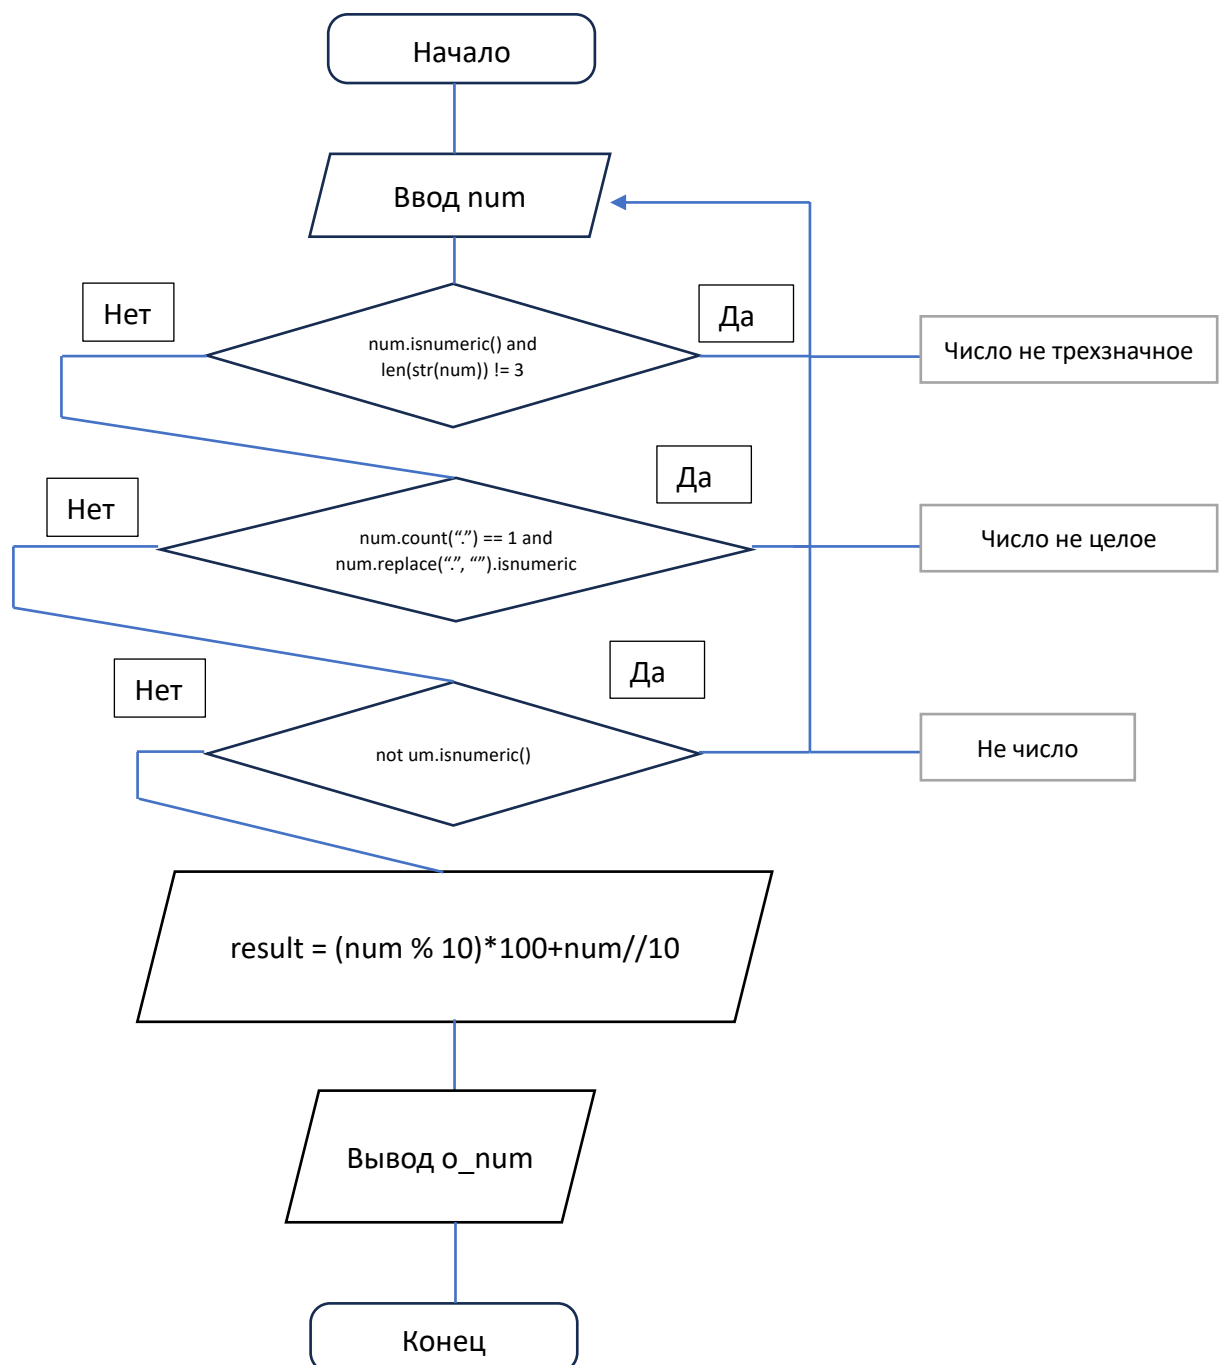 Начало
Ввод num
Нет
Да
num.isnumeric() and
len(str(num)) != 3
Число не трехзначное
Нет
Да
num.count(“.”) == 1 and
num.replace(“.”, “”).isnumeric
Число не целое
Нет
Да
not um.isnumeric()
Не число
result = (num % 10)*100+num//10
Вывод o_num
Конец